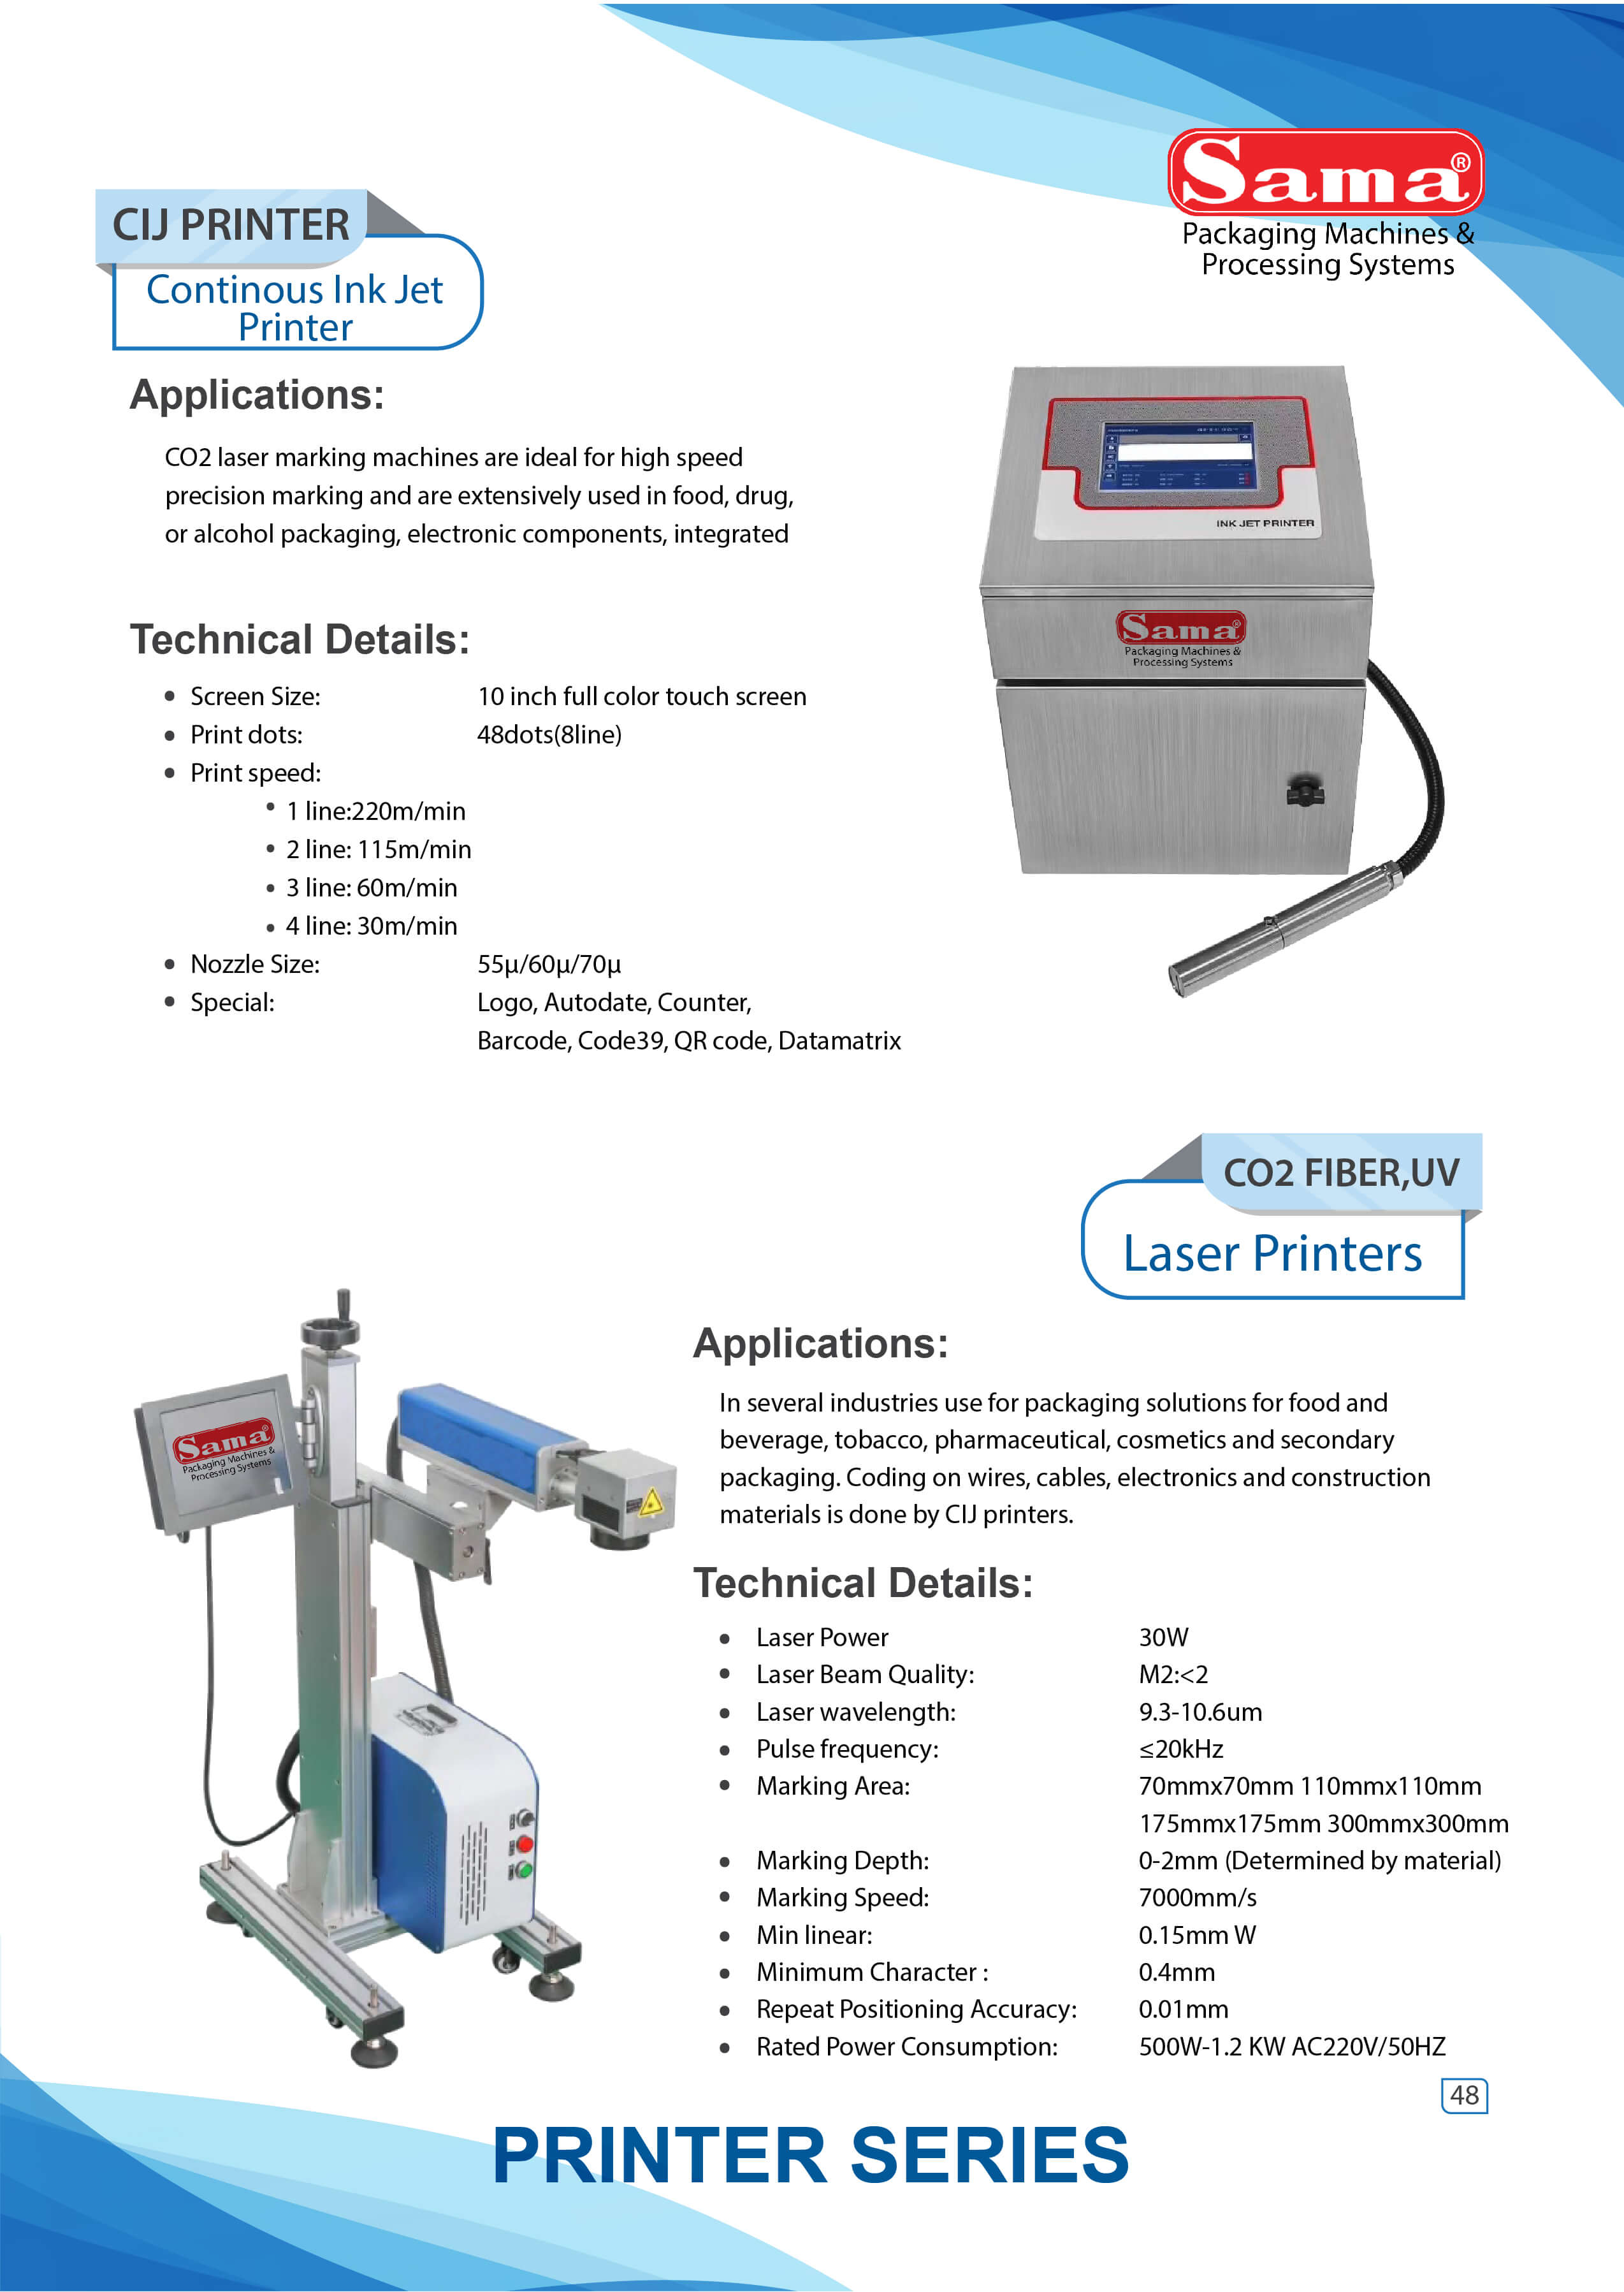 Sama®
Packaging Machines &
Processing Systems
CIJ PRINTER
Continous Ink Jet
Printer
Applications:
CO2 laser marking machines are ideal for high speed
precision marking and are extensively used in food, drug,
or alcohol packaging, electronic components, integrated
INK JET PRINTER
Sama®
Packaging Machines &
Processing Systems
Technical Details:
• Screen Size: 10 inch full color touch screen
• Print dots: 48dots(8line)
• Print speed:
• 1 line:220m/min
• 2 line: 115m/min
• 3 line: 60m/min
• 4 line: 30m/min
• Nozzle Size: 55µ/60µ/70µ
• Special: Logo, Autodate, Counter,
Barcode, Code39, QR code, Datamatrix
CO2 FIBER,UV
Laser Printers
Sama®
Packaging Machines &
Processing Systems
Applications:
In several industries use for packaging solutions for food and
beverage, tobacco, pharmaceutical, cosmetics and secondary
packaging. Coding on wires, cables, electronics and construction
materials is done by CIJ printers.
Technical Details:
• Laser Power 30W
• Laser Beam Quality: M2:<2
• Laser wavelength: 9.3-10.6um
• Pulse frequency: ≤20kHz
• Marking Area: 70mmx70mm 110mmx110mm
175mmx175mm 300mmx300mm
• Marking Depth: 0-2mm (Determined by material)
• Marking Speed: 7000mm/s
• Min linear: 0.15mm W
• Minimum Character : 0.4mm
• Repeat Positioning Accuracy: 0.01mm
• Rated Power Consumption: 500W-1.2 KW AC220V/50HZ
48
PRINTER SERIES